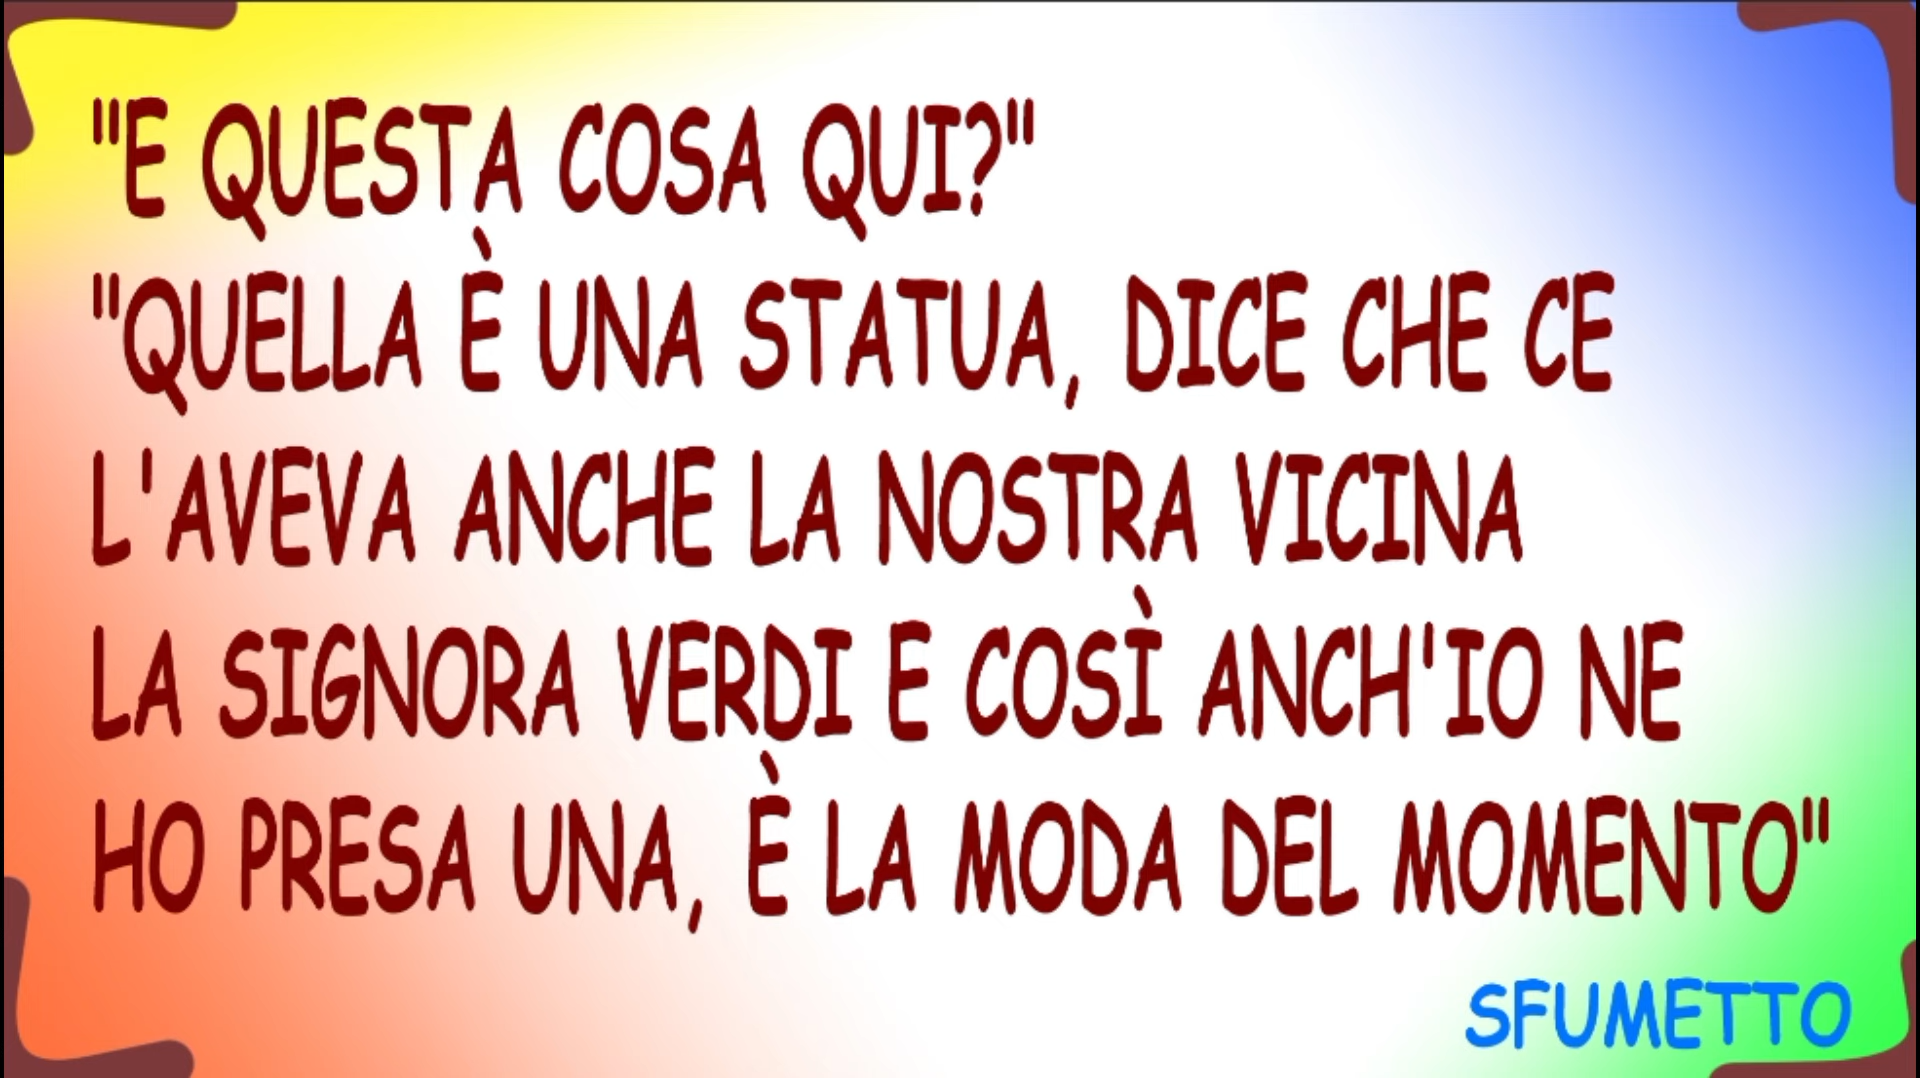 "E QUESTA COSA QUI?"
"QUELLA È UNA STATUA, DICE CHE CE
L'AVEVA ANCHE LA NOSTRA VICINA
LA SIGNORA VERDI E COSÌ ANCH'IO NE
HO PRESA UNA, È LA MODA DEL MOMENTO"
SFUMETTO